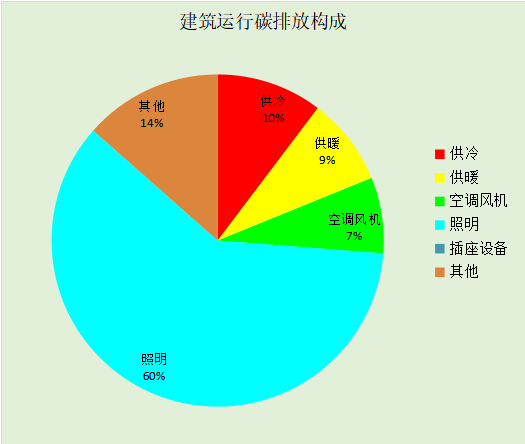 建筑运行碳排放构成
供冷
10%
供暖
9%
空调风机
7%
照明
60%
其他
14%
供冷
供暖
空调风机
照明
插座设备
其他